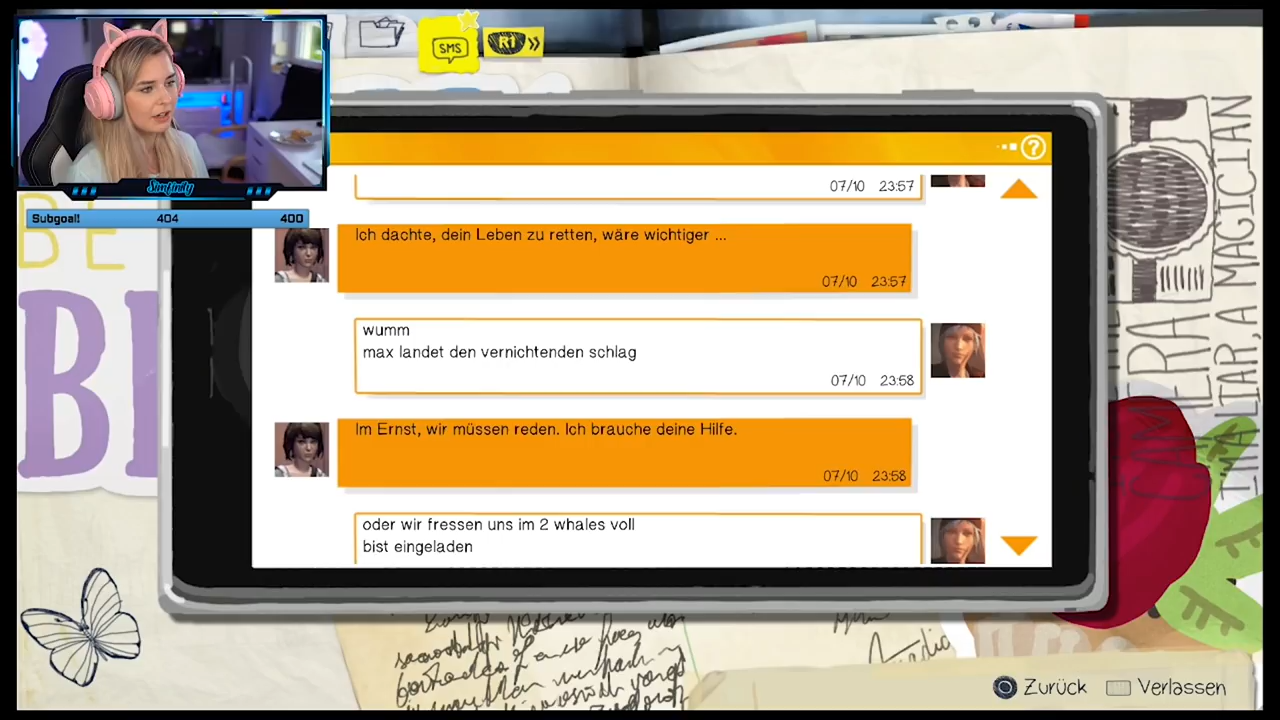 SMS
R1
Simfinity
Subgoal! 404 400
BE
07/10 23:57
Ich dachte, dein Leben zu retten, wäre wichtiger ...
07/10 23:57
wumm
max landet den vernichtenden schlag
07/10 23:58
Im Ernst, wir müssen reden. Ich brauche deine Hilfe.
07/10 23:58
oder wir fressen uns im 2 whales voll
bist eingeladen
CAMERA
LIAR, A MAGICIAN
Zurück Verlassen